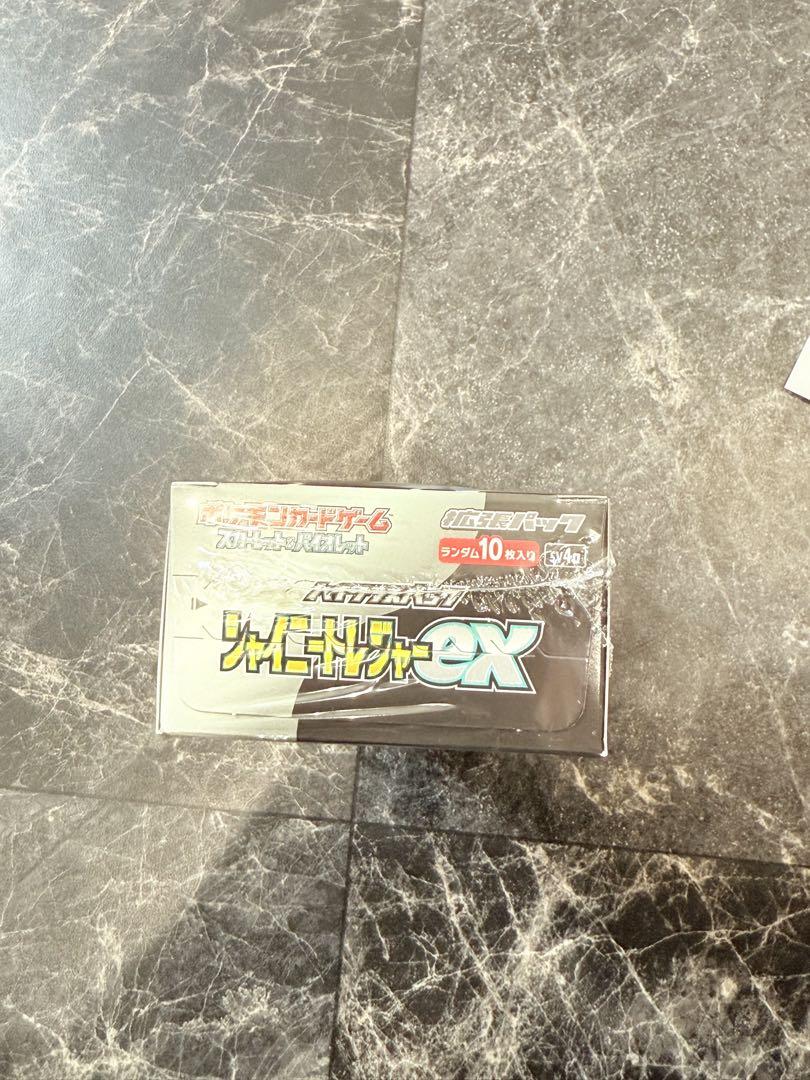 ポケモンカードゲーム
スカーレット&バイオレット
拡張パック
ランダム10枚入り
SV4a
ハイクラスパック
シャイニートレジャーex